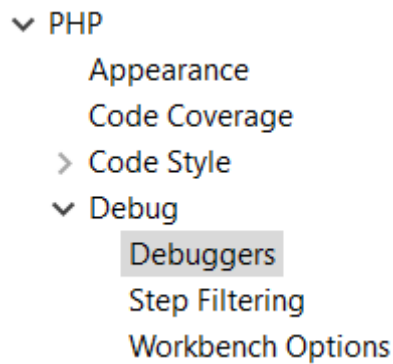 PHP
Appearance
Code Coverage
Code Style
Debug
Debuggers
Step Filtering
Workbench Options